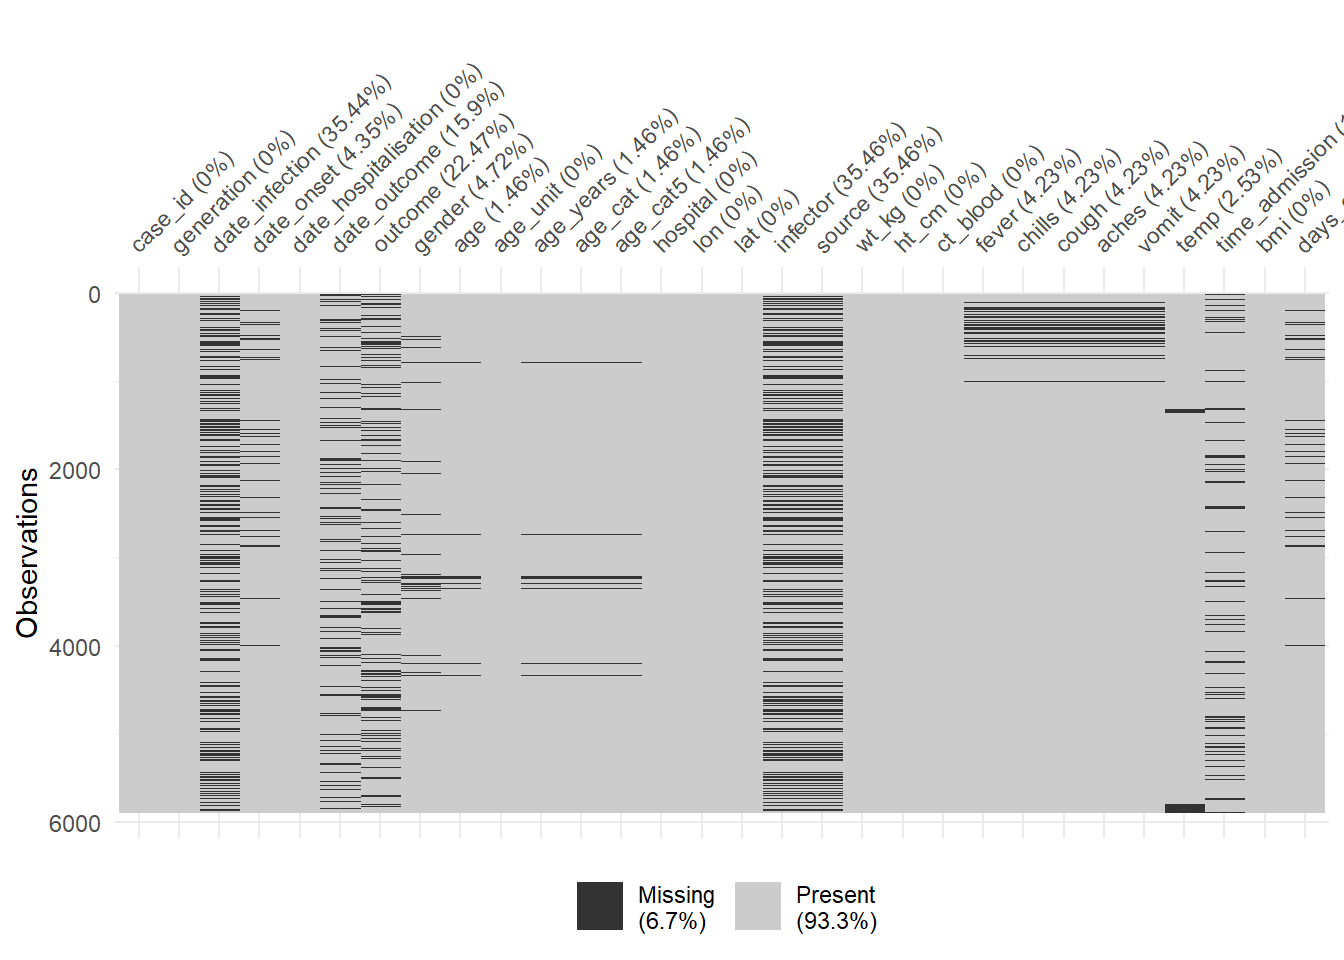 case_id (0%)
generation (0%)
date_infection (35.44%)
date_onset (4.35%)
date_hospitalisation (0%)
date_outcome (15.9%)
outcome (22.47%)
gender (4.72%)
age (1.46%)
age_unit (0%)
age_years (1.46%)
age_cat (1.46%)
age_cat5 (1.46%)
hospital (0%)
lon (0%)
lat (0%)
infector (35.46%)
source (35.46%)
wt_kg (0%)
ht_cm (0%)
ct_blood (0%)
fever (4.23%)
chills (4.23%)
cough (4.23%)
aches (4.23%)
vomit (4.23%)
temp (2.53%)
time_admission (1
bmi (0%)
days_
0
2000
4000
6000
Observations
Missing
(6.7%)
Present
(93.3%)